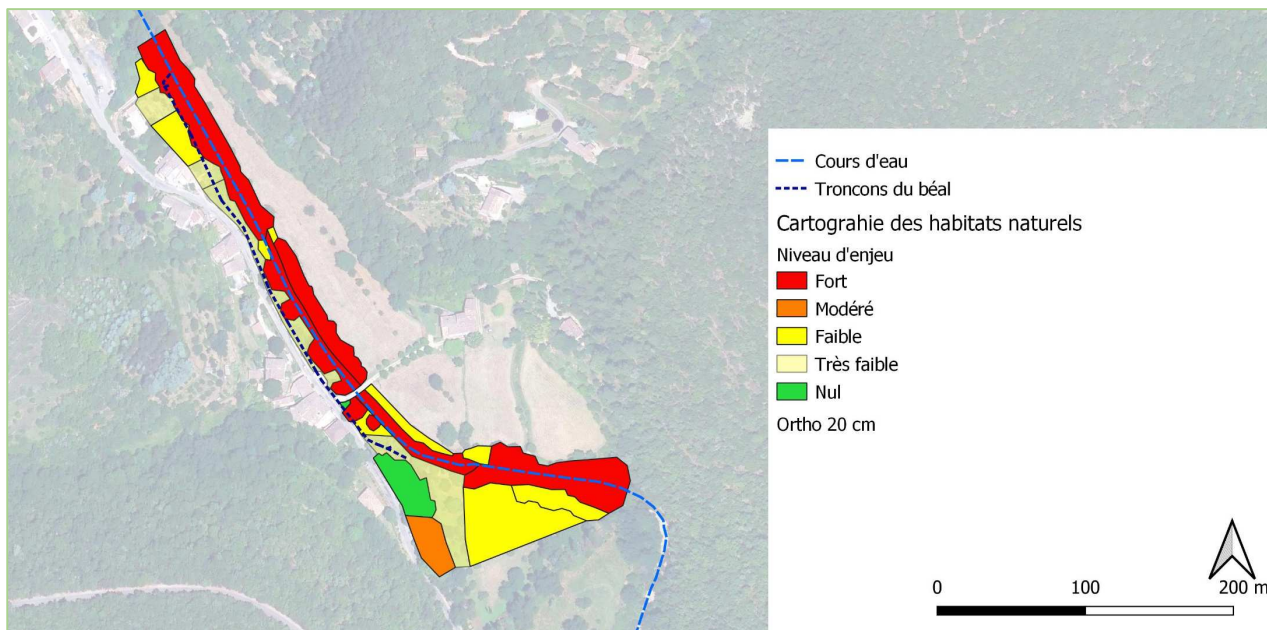 Cours d'eau
Troncons du béal
Cartograhie des habitats naturels
Niveau d'enjeu
Fort
Modéré
Faible
Très faible
Nul
Ortho 20 cm
0 100 200 m